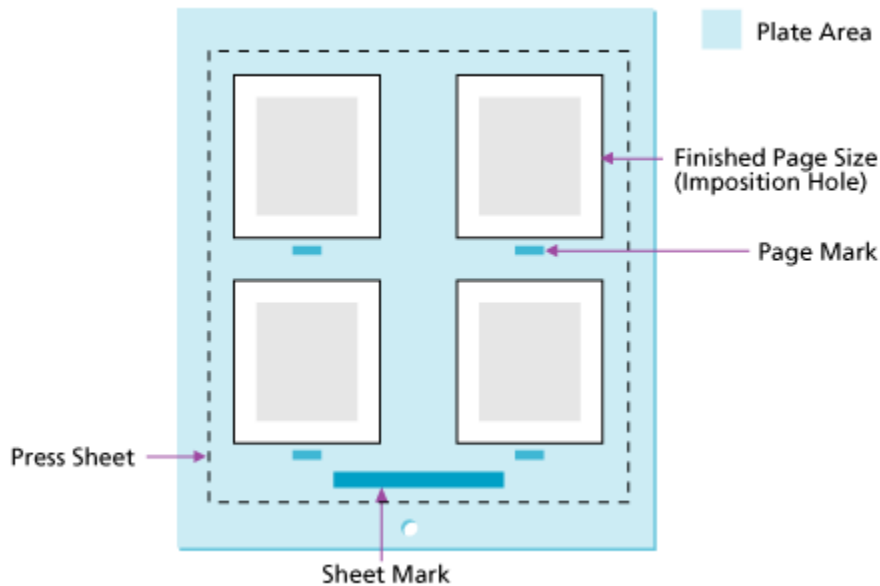 Plate Area
Finished Page Size
(Imposition Hole)
Page Mark
Press Sheet
Sheet Mark